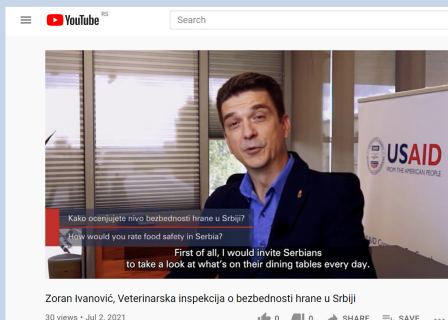 YouTube RS
Search
USAID
FROM THE AMERICAN PEOPLE
Kako ocenjujete nivo bezbednosti hrane u Srbiji?
How would you rate food safety in Serbia?
First of all, I would invite Serbians
to take a look at what's on their dining tables every day.
Zoran Ivanović, Veterinarska inspekcija o bezbednosti hrane u Srbiji
30 views • Jul 2, 2021
0
0
SHARE
SAVE